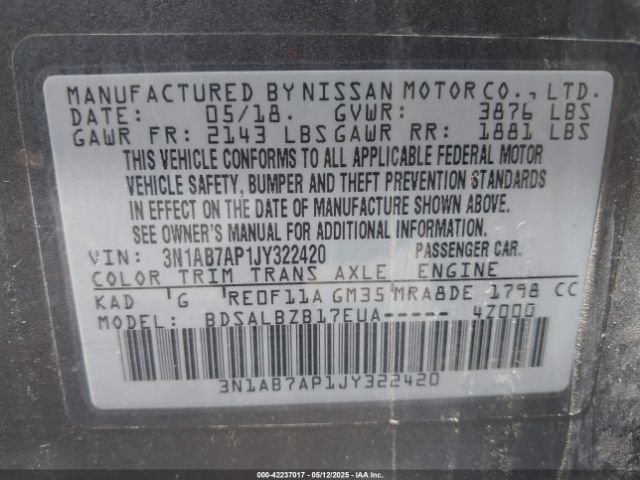 MANUFACTURED BY NISSAN MOTOR CO., LTD.
DATE: 05/18. GVWR: 3876 LBS
GAWR FR: 2143 LBS GAWR RR: 1881 LBS
THIS VEHICLE CONFORMS TO ALL APPLICABLE FEDERAL MOTOR
VEHICLE SAFETY, BUMPER AND THEFT PREVENTION STANDARDS
IN EFFECT ON THE DATE OF MANUFACTURE SHOWN ABOVE.
SEE OWNER'S MANUAL FOR ADDITIONAL INFORMATION.
VIN: 3N1AB7AP1JY322420 PASSENGER CAR.
COLOR TRIM TRANS AXLE ENGINE
KAD G RE0F11A GM35 MRA8DE 1798 CC
MODEL: BDSALBZB17EUA----- 4Z000
3N1AB7AP1JY322420
00-42237017 — 05/12/2025 — © IAA, Inc.